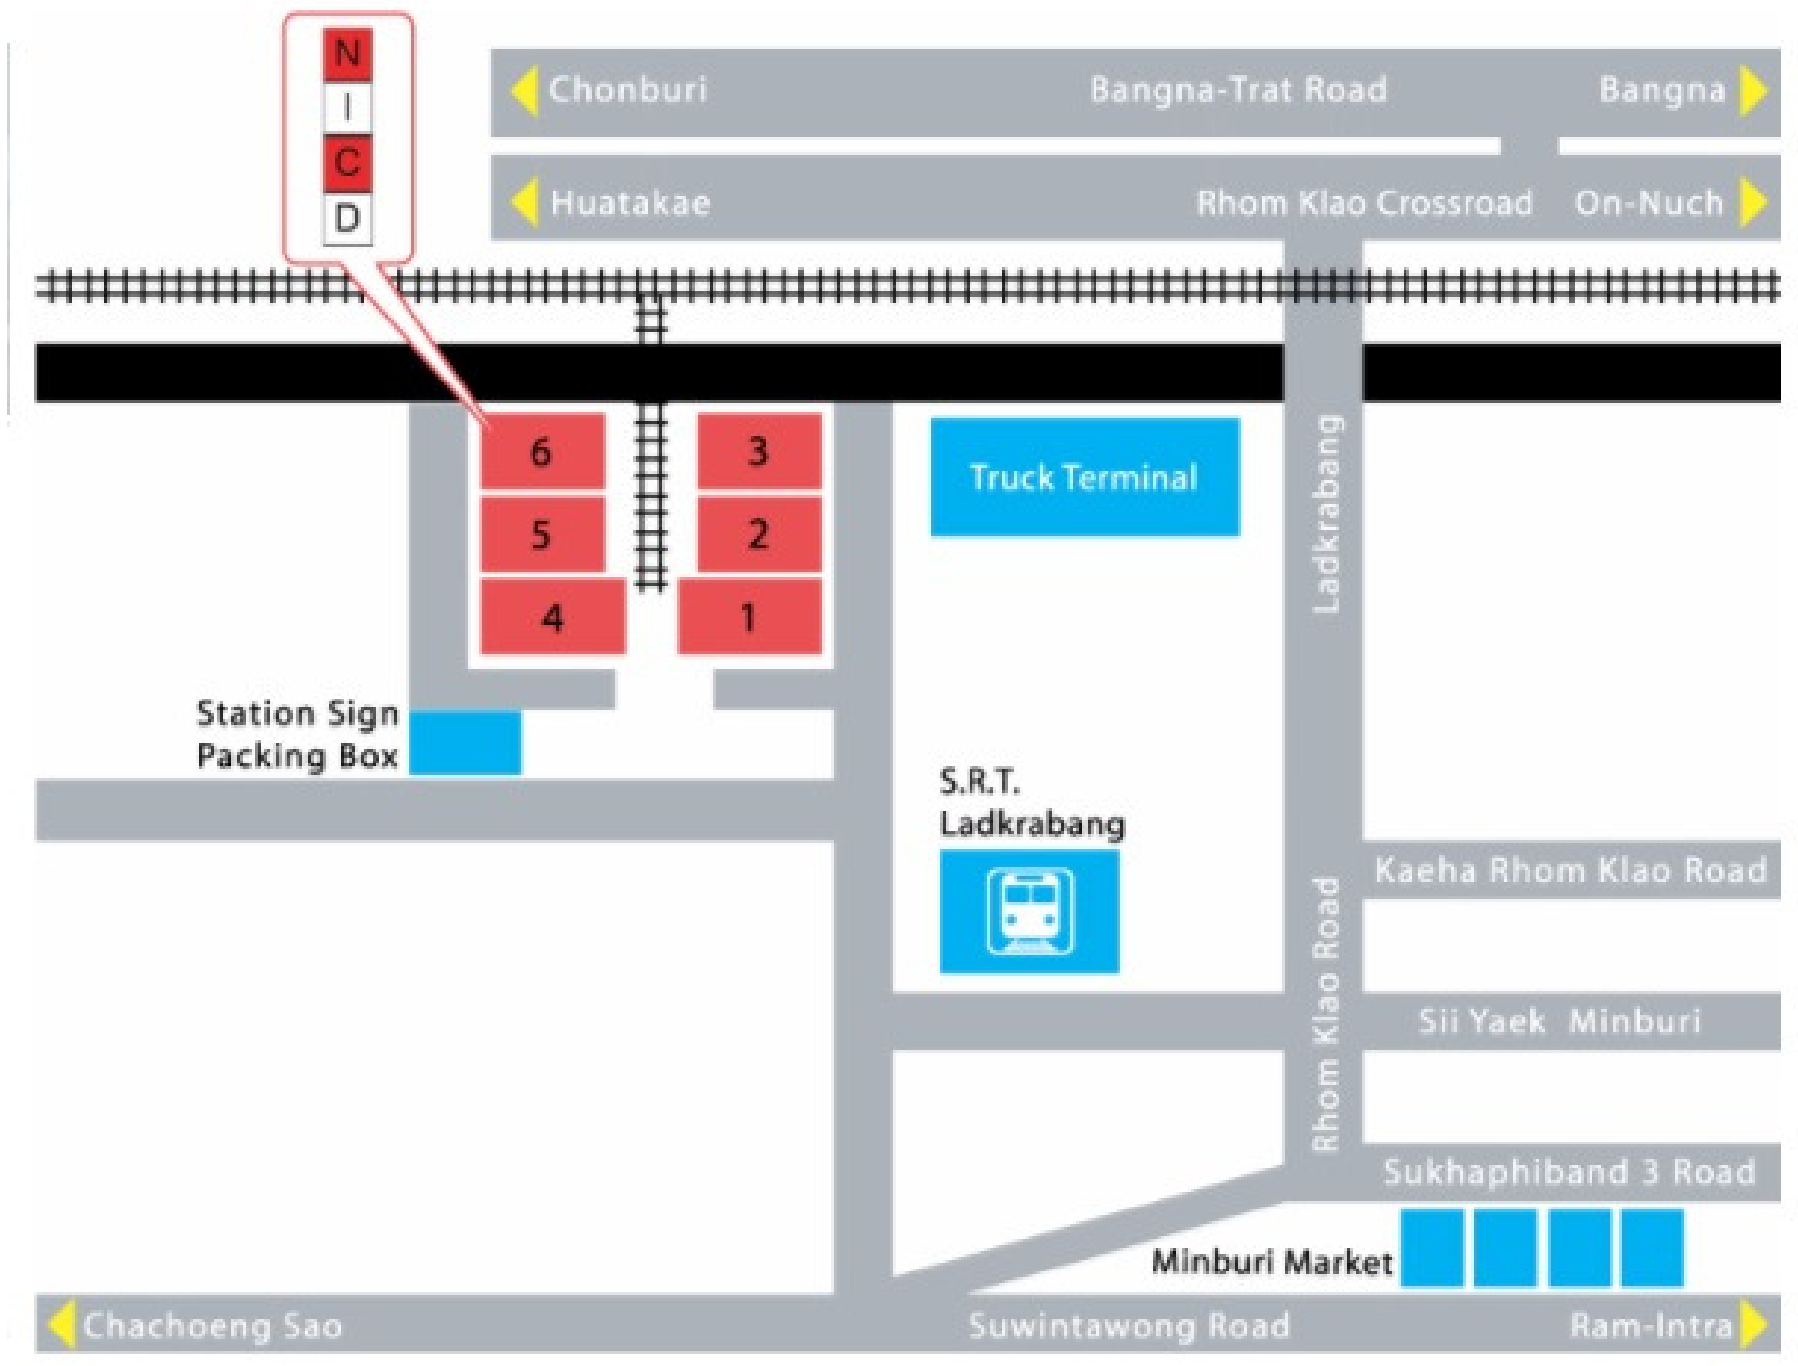 N
I
C
D
Chonburi Bangna-Trat Road Bangna
Huatakae Rhom Klao Crossroad On-Nuch
6
3
Truck Terminal
5
2
4
1
Ladkrabang
Station Sign
Packing Box
S.R.T.
Ladkrabang
Kaeha Rhom Klao Road
Rhom Klao Road
Sii Yaek Minburi
Sukhaphiband 3 Road
Minburi Market
Chachoeng Sao Suwintawong Road Ram-Intra